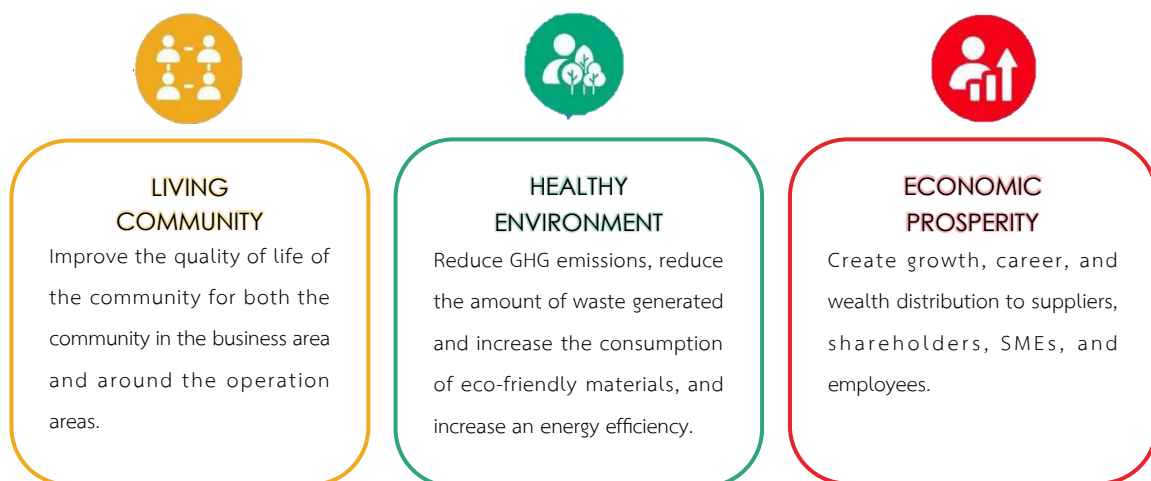 LIVING
COMMUNITY
Improve the quality of life of
the community for both the
community in the business area
and around the operation
areas.
HEALTHY
ENVIRONMENT
Reduce GHG emissions, reduce
the amount of waste generated
and increase the consumption
of eco-friendly materials, and
increase an energy efficiency.
ECONOMIC
PROSPERITY
Create growth, career, and
wealth distribution to suppliers,
shareholders, SMEs, and
employees.